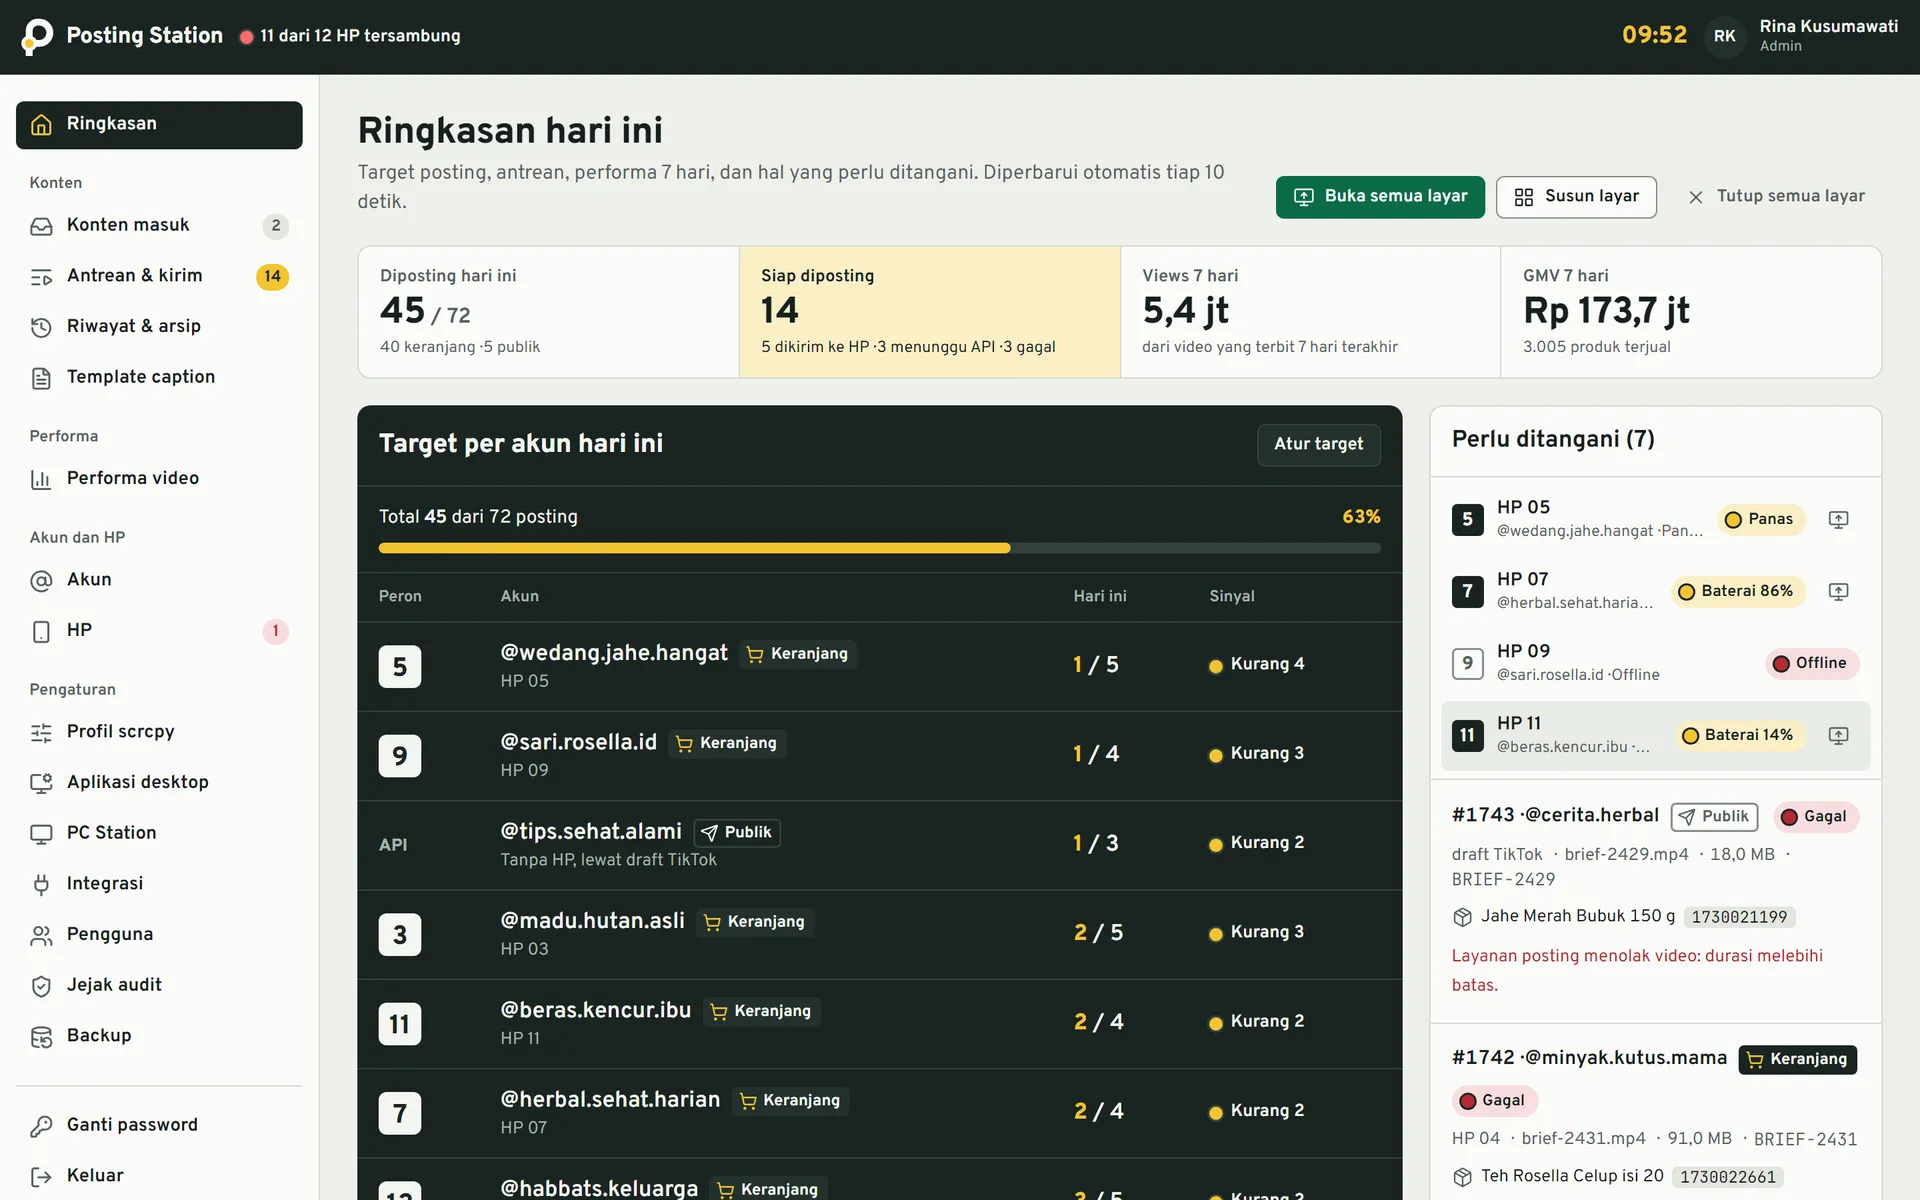 Posting Station
11 dari 12 HP tersambung
09:52
RK
Rina Kusumawati
Admin
Ringkasan
Konten
Konten masuk 2
Antrean & kirim 14
Riwayat & arsip
Template caption
Performa
Performa video
Akun dan HP
Akun
HP 1
Pengaturan
Profil scrcpy
Aplikasi desktop
PC Station
Integrasi
Pengguna
Jejak audit
Backup
Ganti password
Keluar
Ringkasan hari ini
Target posting, antrean, performa 7 hari, dan hal yang perlu ditangani. Diperbarui otomatis tiap 10
detik.
Buka semua layar
Susun layar
Tutup semua layar
Diposting hari ini
45 / 72
40 keranjang ·5 publik
Siap diposting
14
5 dikirim ke HP ·3 menunggu API ·3 gagal
Views 7 hari
5,4 jt
dari video yang terbit 7 hari terakhir
GMV 7 hari
Rp 173,7 jt
3.005 produk terjual
Target per akun hari ini
Atur target
Total 45 dari 72 posting 63%
Peron Akun Hari ini Sinyal
5 @wedang.jahe.hangat Keranjang 1 / 5 Kurang 4
HP 05
9 @sari.rosella.id Keranjang 1 / 4 Kurang 3
HP 09
API @tips.sehat.alami Publik 1 / 3 Kurang 2
Tanpa HP, lewat draft TikTok
3 @madu.hutan.asli Keranjang 2 / 5 Kurang 3
HP 03
11 @beras.kencur.ibu Keranjang 2 / 4 Kurang 2
HP 11
7 @herbal.sehat.harian Keranjang 2 / 4 Kurang 2
HP 07
@habbats.keluarga Keranjang 3 / 5 Kurang 2
Perlu ditangani (7)
5 HP 05 Panas
@wedang.jahe.hangat ·Pan...
7 HP 07 Baterai 86%
@herbal.sehat.haria...
9 HP 09 Offline
@sari.rosella.id ·Offline
11 HP 11 Baterai 14%
@beras.kencur.ibu ·...
#1743 ·@cerita.herbal Publik Gagal
draft TikTok · brief-2429.mp4 · 18,0 MB ·
BRIEF-2429
Jahe Merah Bubuk 150 g 1730021199
Layanan posting menolak video: durasi melebihi
batas.
#1742 ·@minyak.kutus.mama Keranjang
Gagal
HP 04 · brief-2431.mp4 · 91,0 MB · BRIEF-2431
Teh Rosella Celup isi 20 1730022661